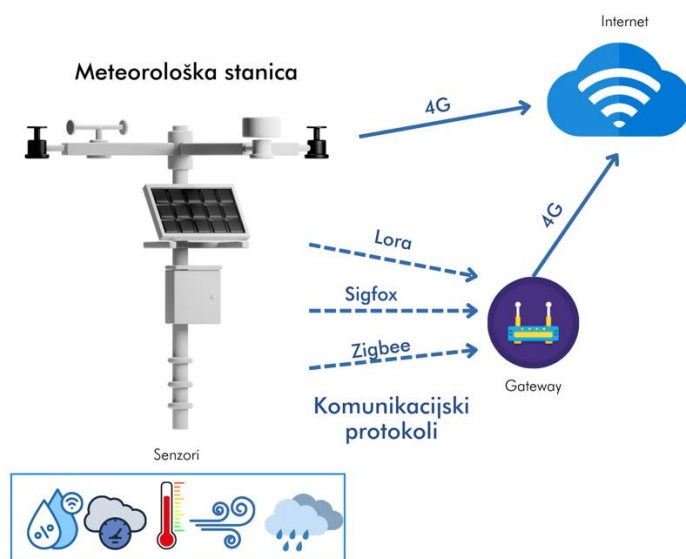 Internet
Meteorološka stanica
4G
4G
Lora
Sigfox
Zigbee
Gateway
Komunikacijski
protokoli
Senzori
%